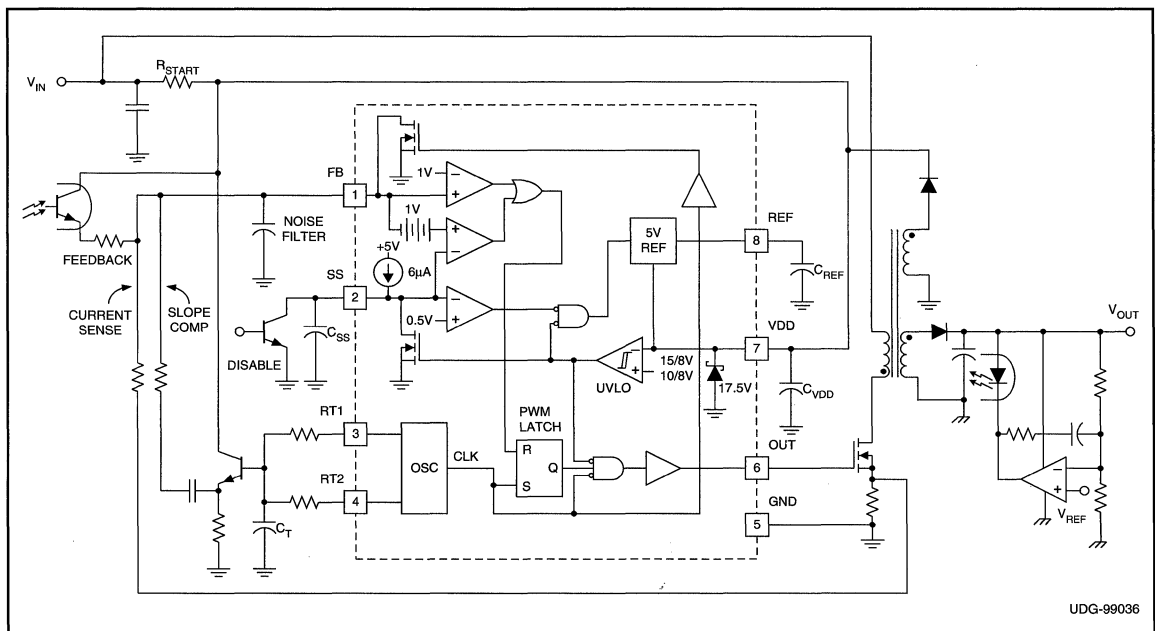 V_IN
R_START
FB
1
1V
1V
+5V
6µA
NOISE
FILTER
FEEDBACK
SS
2
CURRENT
SENSE
SLOPE
COMP
0.5V
DISABLE
C_SS
5V
REF
REF
8
C_REF
VDD
7
15/8V
10/8V
UVLO
17.5V
C_VDD
V_OUT
RT1
3
OSC
CLK
PWM
LATCH
R
Q
S
OUT
6
RT2
4
C_T
GND
5
V_REF
UDG-99036